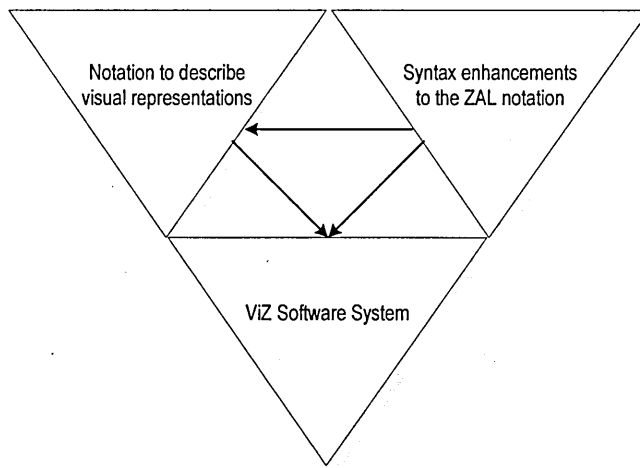 Notation to describe
visual representations
Syntax enhancements
to the ZAL notation
ViZ Software System